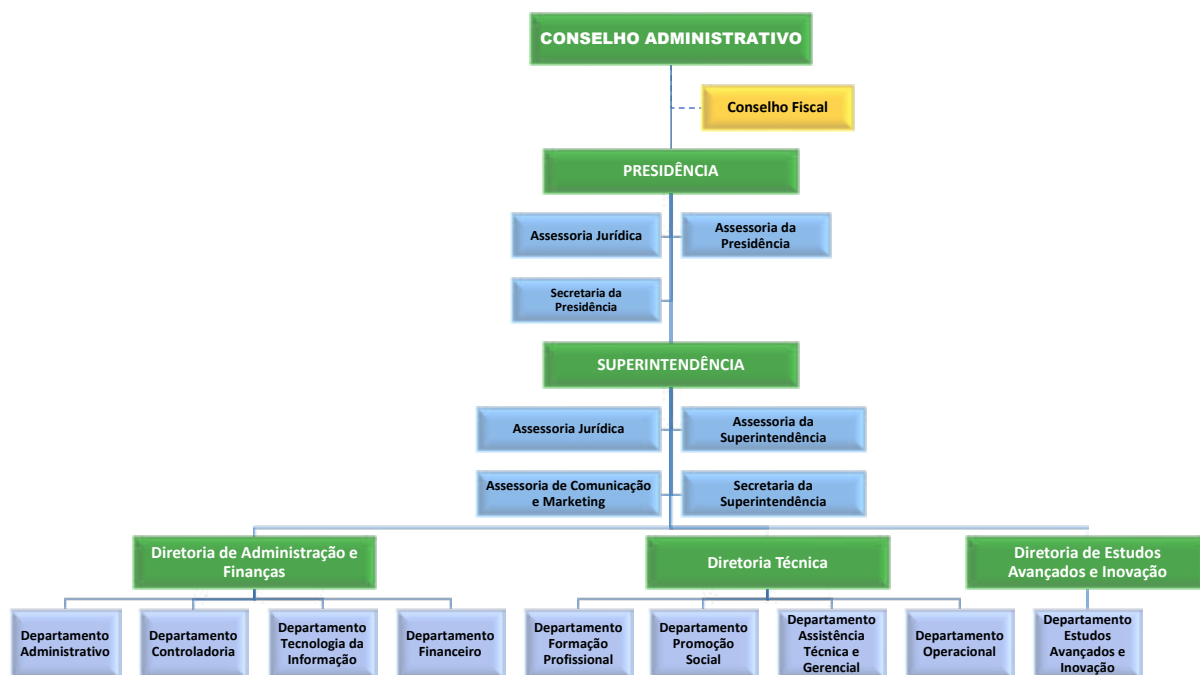 CONSELHO ADMINISTRATIVO
Conselho Fiscal
PRESIDÊNCIA
Assessoria Jurídica
Assessoria da
Presidência
Secretaria da
Presidência
SUPERINTENDÊNCIA
Assessoria Jurídica
Assessoria da
Superintendência
Assessoria de Comunicação
e Marketing
Secretaria da
Superintendência
Diretoria de Administração e
Finanças
Diretoria Técnica
Diretoria de Estudos
Avançados e Inovação
Departamento
Administrativo
Departamento
Controladoria
Departamento
Tecnologia da
Informação
Departamento
Financeiro
Departamento
Formação
Profissional
Departamento
Promoção
Social
Departamento
Assistência
Técnica e
Gerencial
Departamento
Operacional
Departamento
Estudos
Avançados e
Inovação